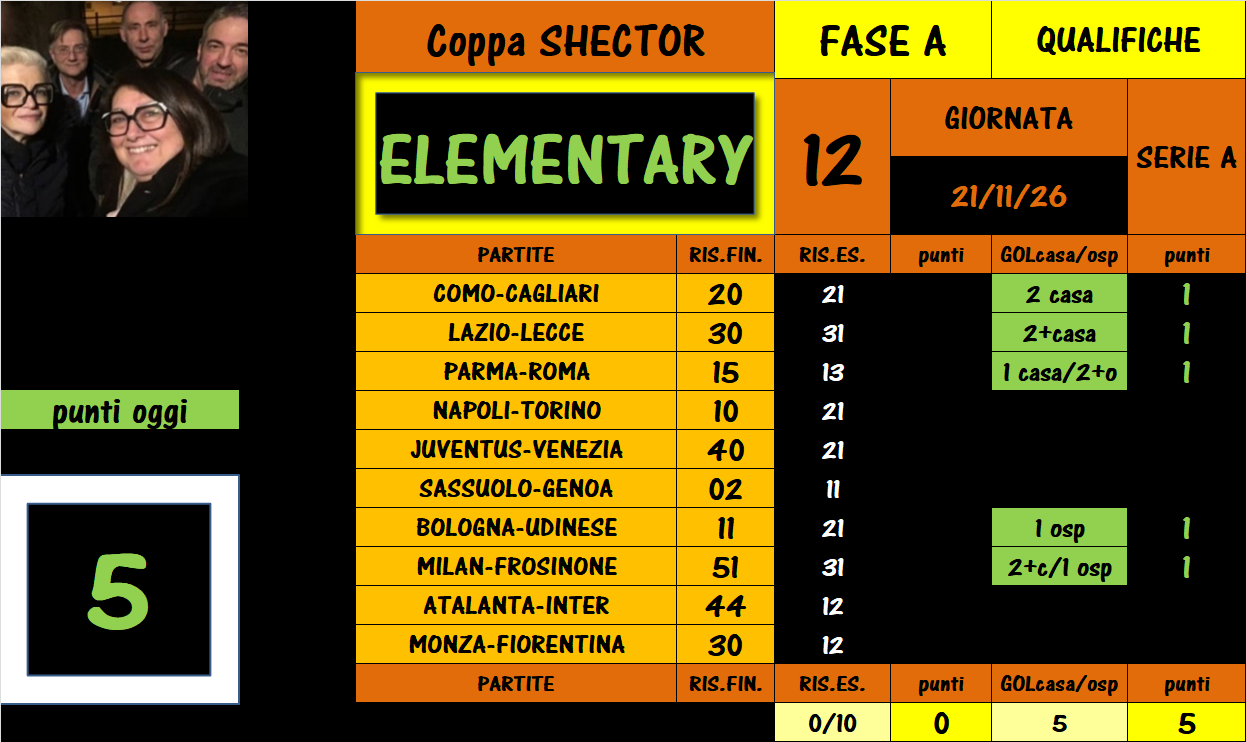 Coppa SHECTOR FASE A QUALIFICHE
ELEMENTARY 12 GIORNATA SERIE A
21/11/26
PARTITE RIS.FIN. RIS.ES. punti GOLcasa/osp punti
COMO-CAGLIARI 20 21 2 casa 1
LAZIO-LECCE 30 31 2+casa 1
PARMA-ROMA 15 13 1 casa/2+o 1
NAPOLI-TORINO 10 21
JUVENTUS-VENEZIA 40 21
SASSUOLO-GENOA 02 11
BOLOGNA-UDINESE 11 21 1 osp 1
MILAN-FROSINONE 51 31 2+c/1 osp 1
ATALANTA-INTER 44 12
MONZA-FIORENTINA 30 12
PARTITE RIS.FIN. RIS.ES. punti GOLcasa/osp punti
0/10 0 5 5
punti oggi
5